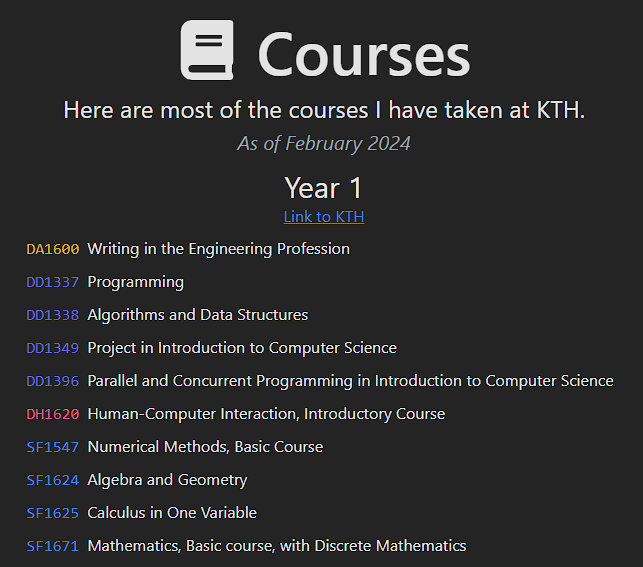 Courses
Here are most of the courses I have taken at KTH.
As of February 2024
Year 1
Link to KTH
DA1600 Writing in the Engineering Profession
DD1337 Programming
DD1338 Algorithms and Data Structures
DD1349 Project in Introduction to Computer Science
DD1396 Parallel and Concurrent Programming in Introduction to Computer Science
DH1620 Human-Computer Interaction, Introductory Course
SF1547 Numerical Methods, Basic Course
SF1624 Algebra and Geometry
SF1625 Calculus in One Variable
SF1671 Mathematics, Basic course, with Discrete Mathematics